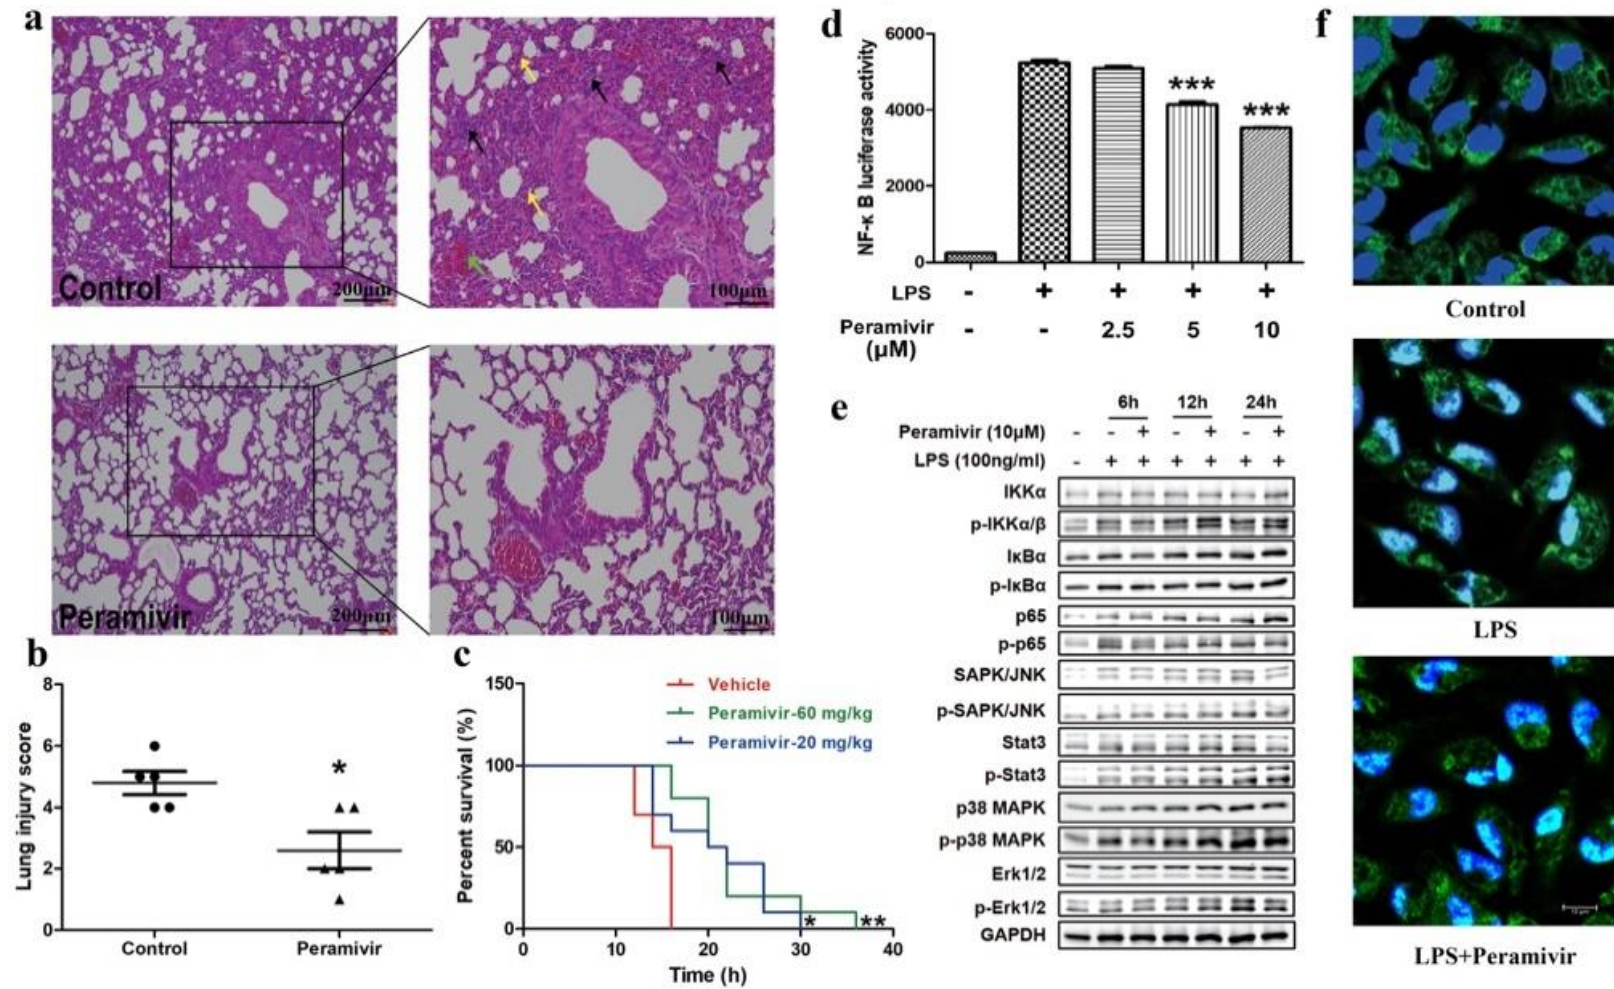 a
Control
200µm
100µm
Peramivir
200µm
100µm
b
Lung injury score
8
6
4
2
0
*
Control
Peramivir
c
Percent survival (%)
150
100
50
0
Vehicle
Peramivir-60 mg/kg
Peramivir-20 mg/kg
* **
0 10 20 30 40
Time (h)
d
NF-κ B luciferase activity
6000
4000
2000
0
*** ***
LPS - + + + +
Peramivir - - 2.5 5 10
(µM)
e
6h 12h 24h
Peramivir (10µM) - - + - + - +
LPS (100ng/ml) - + + + + + +
IKKα
p-IKKα/β
IκBα
p-IκBα
p65
p-p65
SAPK/JNK
p-SAPK/JNK
Stat3
p-Stat3
p38 MAPK
p-p38 MAPK
Erk1/2
p-Erk1/2
GAPDH
f
Control
LPS
LPS+Peramivir